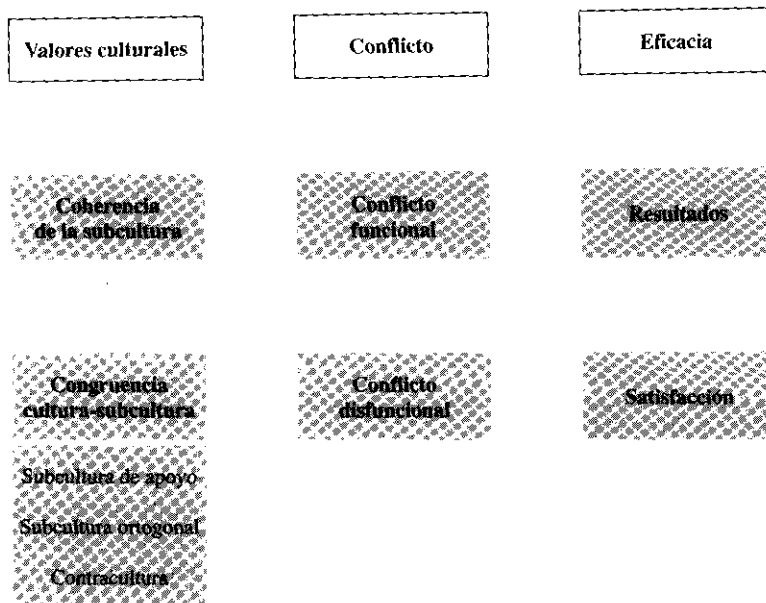 Valores culturales
Conflicto
Eficacia
Coherencia
de la subcultura
Conflicto
funcional
Resultados
Congruencia
cultura-subcultura
Conflicto
disfuncional
Satisfacción
Subcultura de apoyo
Subcultura ortogonal
Contracultura